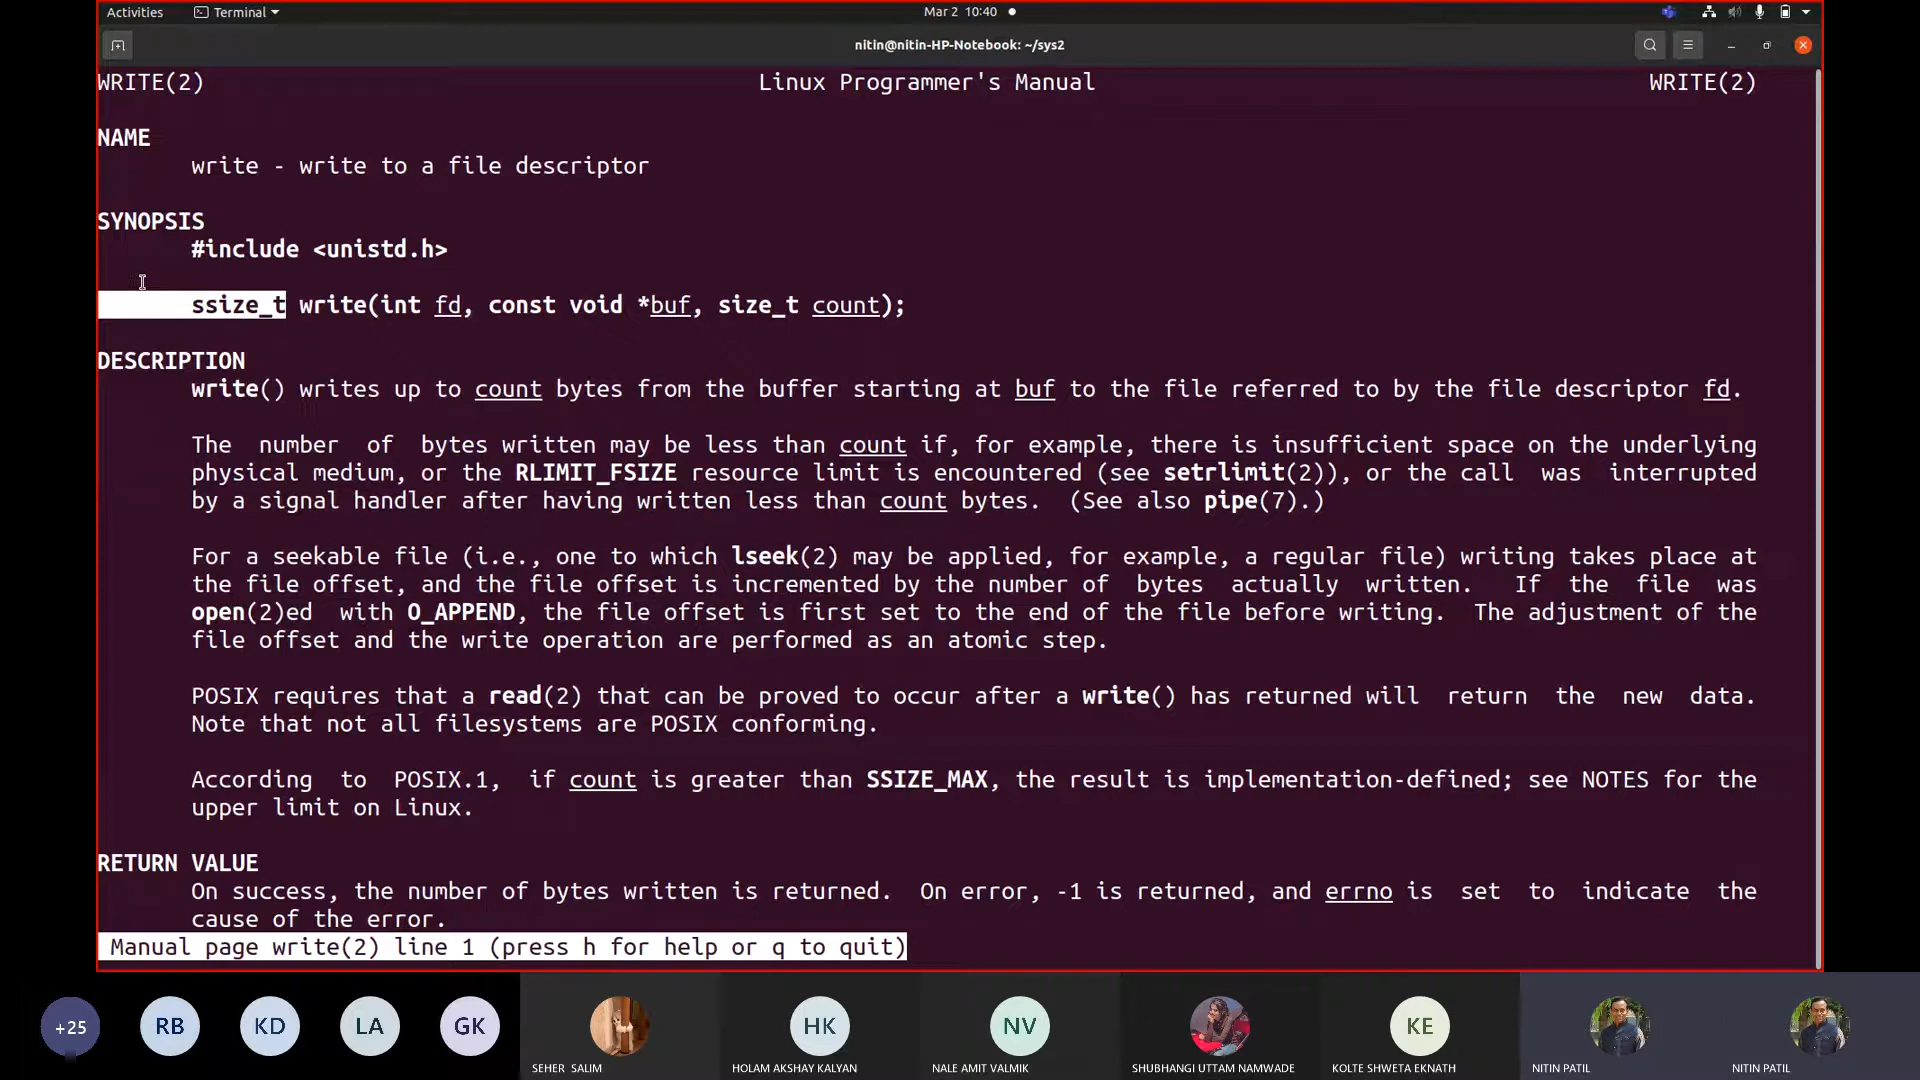 Activities Terminal Mar 2 10:40
nitin@nitin-HP-Notebook: ~/sys2
WRITE(2) Linux Programmer's Manual WRITE(2)
NAME
write - write to a file descriptor
SYNOPSIS
#include <unistd.h>
ssize_t write(int fd, const void *buf, size_t count);
DESCRIPTION
write() writes up to count bytes from the buffer starting at buf to the file referred to by the file descriptor fd.
The number of bytes written may be less than count if, for example, there is insufficient space on the underlying
physical medium, or the RLIMIT_FSIZE resource limit is encountered (see setrlimit(2)), or the call was interrupted
by a signal handler after having written less than count bytes. (See also pipe(7).)
For a seekable file (i.e., one to which lseek(2) may be applied, for example, a regular file) writing takes place at
the file offset, and the file offset is incremented by the number of bytes actually written. If the file was
open(2)ed with O_APPEND, the file offset is first set to the end of the file before writing. The adjustment of the
file offset and the write operation are performed as an atomic step.
POSIX requires that a read(2) that can be proved to occur after a write() has returned will return the new data.
Note that not all filesystems are POSIX conforming.
According to POSIX.1, if count is greater than SSIZE_MAX, the result is implementation-defined; see NOTES for the
upper limit on Linux.
RETURN VALUE
On success, the number of bytes written is returned. On error, -1 is returned, and errno is set to indicate the
cause of the error.
Manual page write(2) line 1 (press h for help or q to quit)
+25 RB KD LA GK HK NV KE
SEHER SALIM HOLAM AKSHAY KALYAN NALE AMIT VALMIK SHUBHANGI UTTAM NAMWADE KOLTE SHWETA EKNATH NITIN PATIL NITIN PATIL